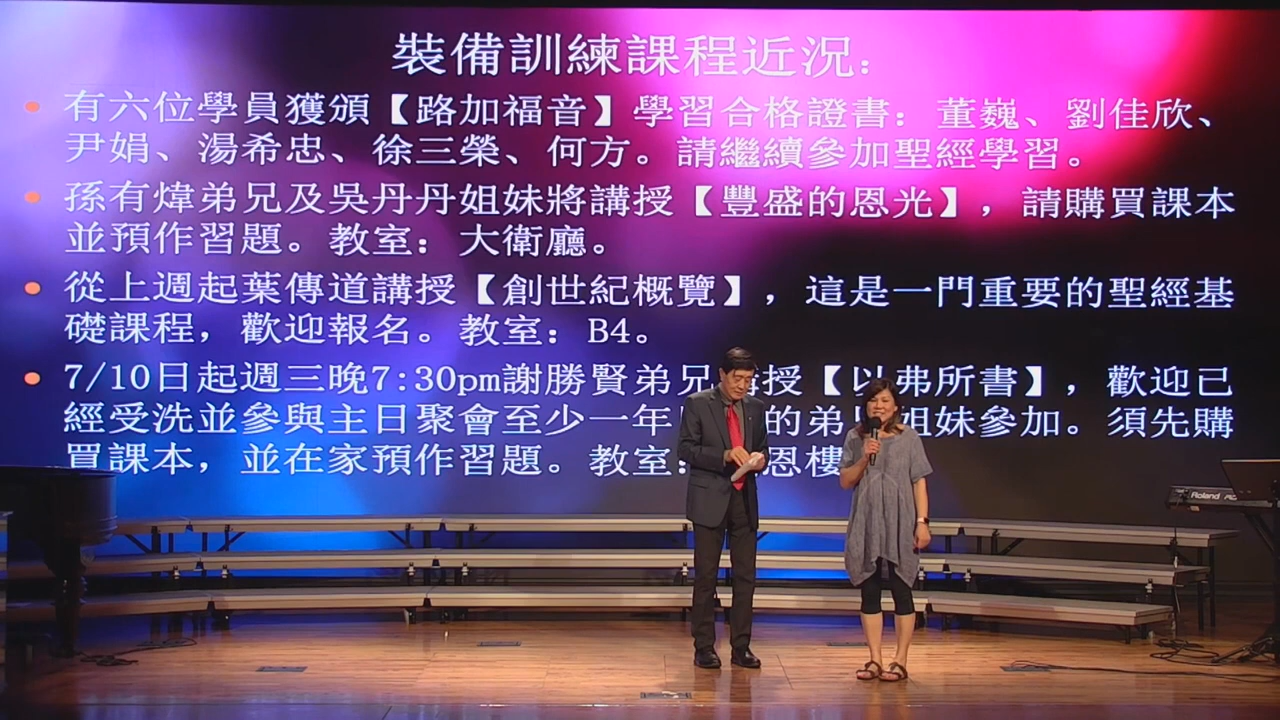 裝備訓練課程近況:
• 有六位學員獲頒【路加福音】學習合格證書: 董巍、劉佳欣、
尹娟、湯希忠、徐三榮、何方。請繼續參加聖經學習。
• 孫有煒弟兄及吳丹丹姐妹將講授【豐盛的恩光】, 請購買課本
並預作習題。教室: 大衛廳。
• 從上週起葉傳道講授【創世紀概覽】, 這是一門重要的聖經基
礎課程, 歡迎報名。教室: B4。
• 7/10日起週三晚7:30pm謝勝賢弟兄講授【以弗所書】, 歡迎已
經受洗並參與主日聚會至少一年 的弟兄姐妹參加。須先購
買課本, 並在家預作習題。教室: 恩樓
Roland